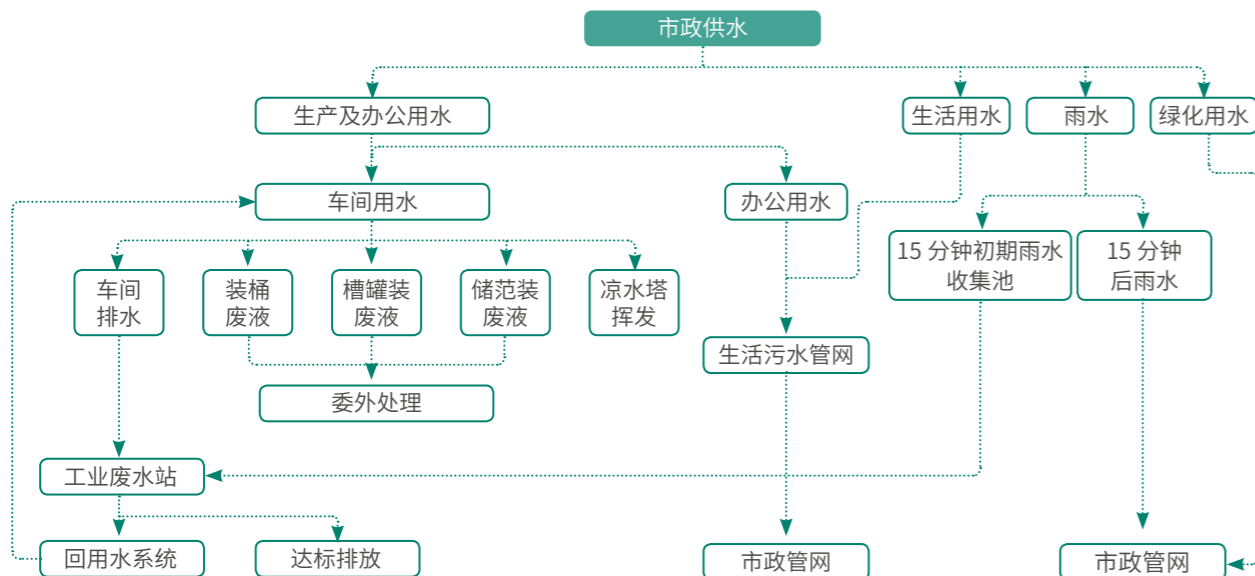 市政供水
生产及办公用水
生活用水
雨水
绿化用水
车间用水
办公用水
15 分钟初期雨水
收集池
15 分钟
后雨水
车间
排水
装桶
废液
槽罐装
废液
储范装
废液
凉水塔
挥发
生活污水管网
委外处理
工业废水站
回用水系统
达标排放
市政管网
市政管网